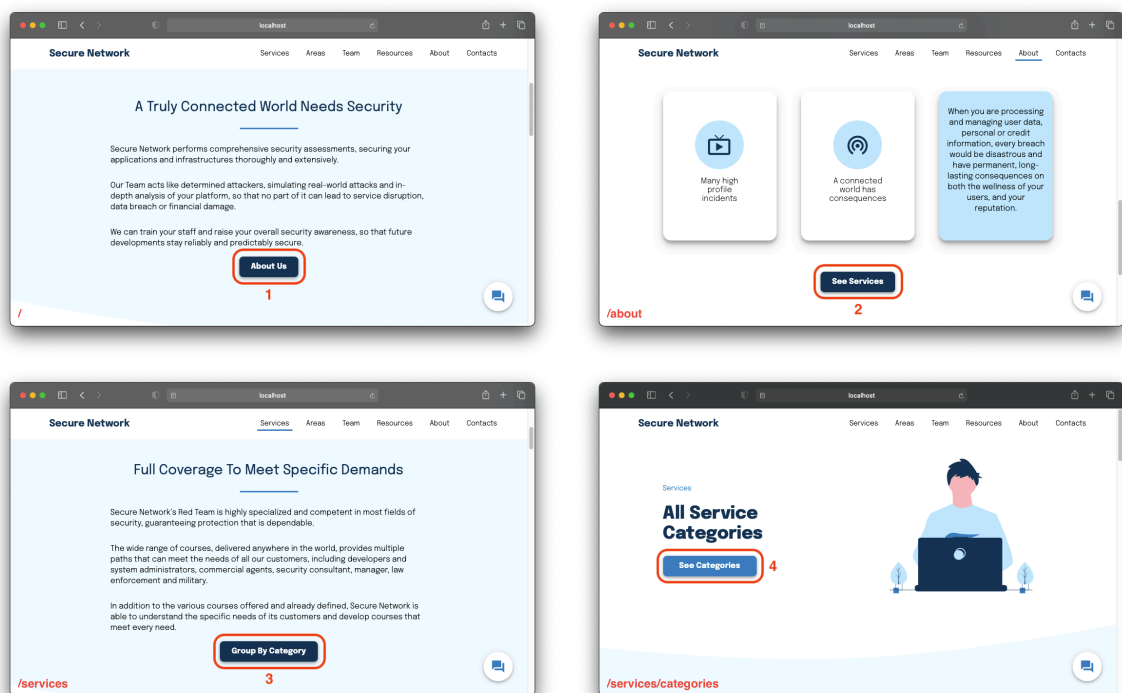 localhost
Secure Network
Services Areas Team Resources About Contacts
A Truly Connected World Needs Security
Secure Network performs comprehensive security assessments, securing your
applications and infrastructures thoroughly and extensively.
Our Team acts like determined attackers, simulating real-world attacks and in-
depth analysis of your platform, so that no part of it can lead to service disruption,
data breach or financial damage.
We can train your staff and raise your overall security awareness, so that future
developments stay reliably and predictably secure.
About Us
1
/
localhost
Secure Network
Services Areas Team Resources About Contacts
Many high
profile
incidents
A connected
world has
consequences
When you are processing
and managing user data,
personal or credit
information, every breach
would be disastrous and
have permanent, long-
lasting consequences on
both the wellness of your
users, and your
reputation.
See Services
2
/about
localhost
Secure Network
Services Areas Team Resources About Contacts
Full Coverage To Meet Specific Demands
Secure Network's Red Team is highly specialized and competent in most fields of
security, guaranteeing protection that is dependable.
The wide range of courses, delivered anywhere in the world, provides multiple
paths that can meet the needs of all our customers, including developers and
system administrators, commercial agents, security consultant, manager, law
enforcement and military.
In addition to the various courses offered and already defined, Secure Network is
able to understand the specific needs of its customers and develop courses that
meet every need.
Group By Category
3
/services
localhost
Secure Network
Services Areas Team Resources About Contacts
Services
All Service
Categories
See Categories
4
/services/categories